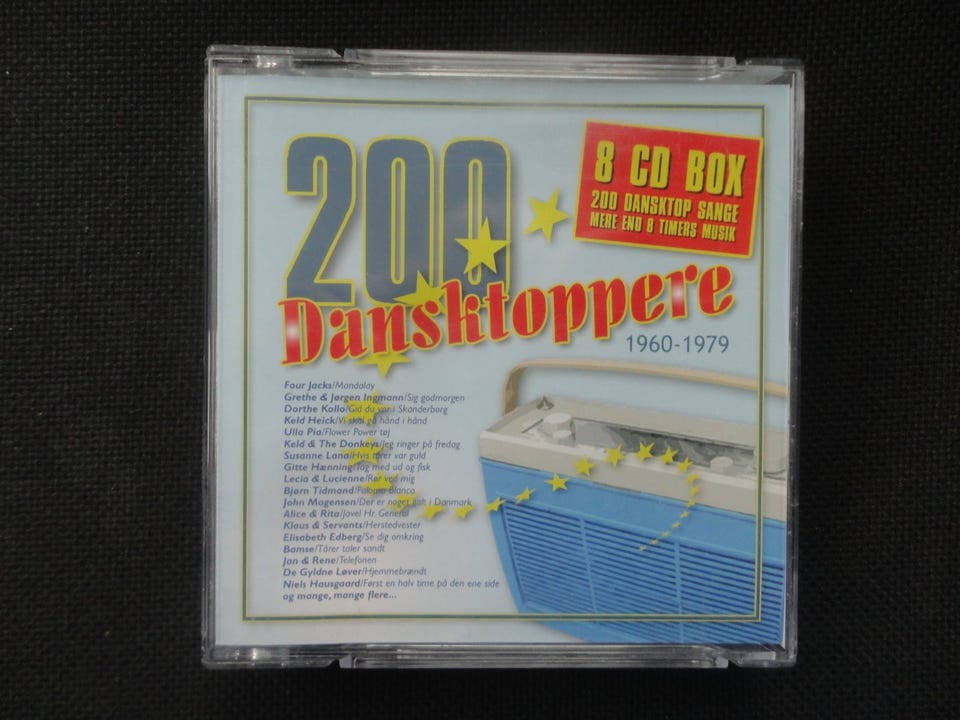 200
Dansktoppere
1960-1979
8 CD BOX
200 DANSKTOP SANGE
MERE END 8 TIMERS MUSIK
Four Jacks/Mandalay
Grethe & Jørgen Ingmann/Sig godmorgen
Dorthe Kollo/Gid du var i Skanderborg
Keld Heick/Vi skal gå hånd i hånd
Ulla Pia/Flower Power tøj
Keld & The Donkeys/Jeg ringer på fredag
Susanne Lana/Hvis tårer var guld
Gitte Hænning/Tag med ud og fisk
Lecia & Lucienne/Rør ved mig
Bjørn Tidmand/Paloma blanca
John Mogensen/Der er noget galt i Danmark
Alice & Rita/Javel Hr. General
Klaus & Servants/Herstedvester
Elisabeth Edberg/Se dig omkring
Bamse/Tårer taler sandt
Jan & Rene/Telefonen
De Gyldne Løver/Hjemmebrændt
Niels Hausgaard/Først en halv time på den ene side
og mange, mange flere...